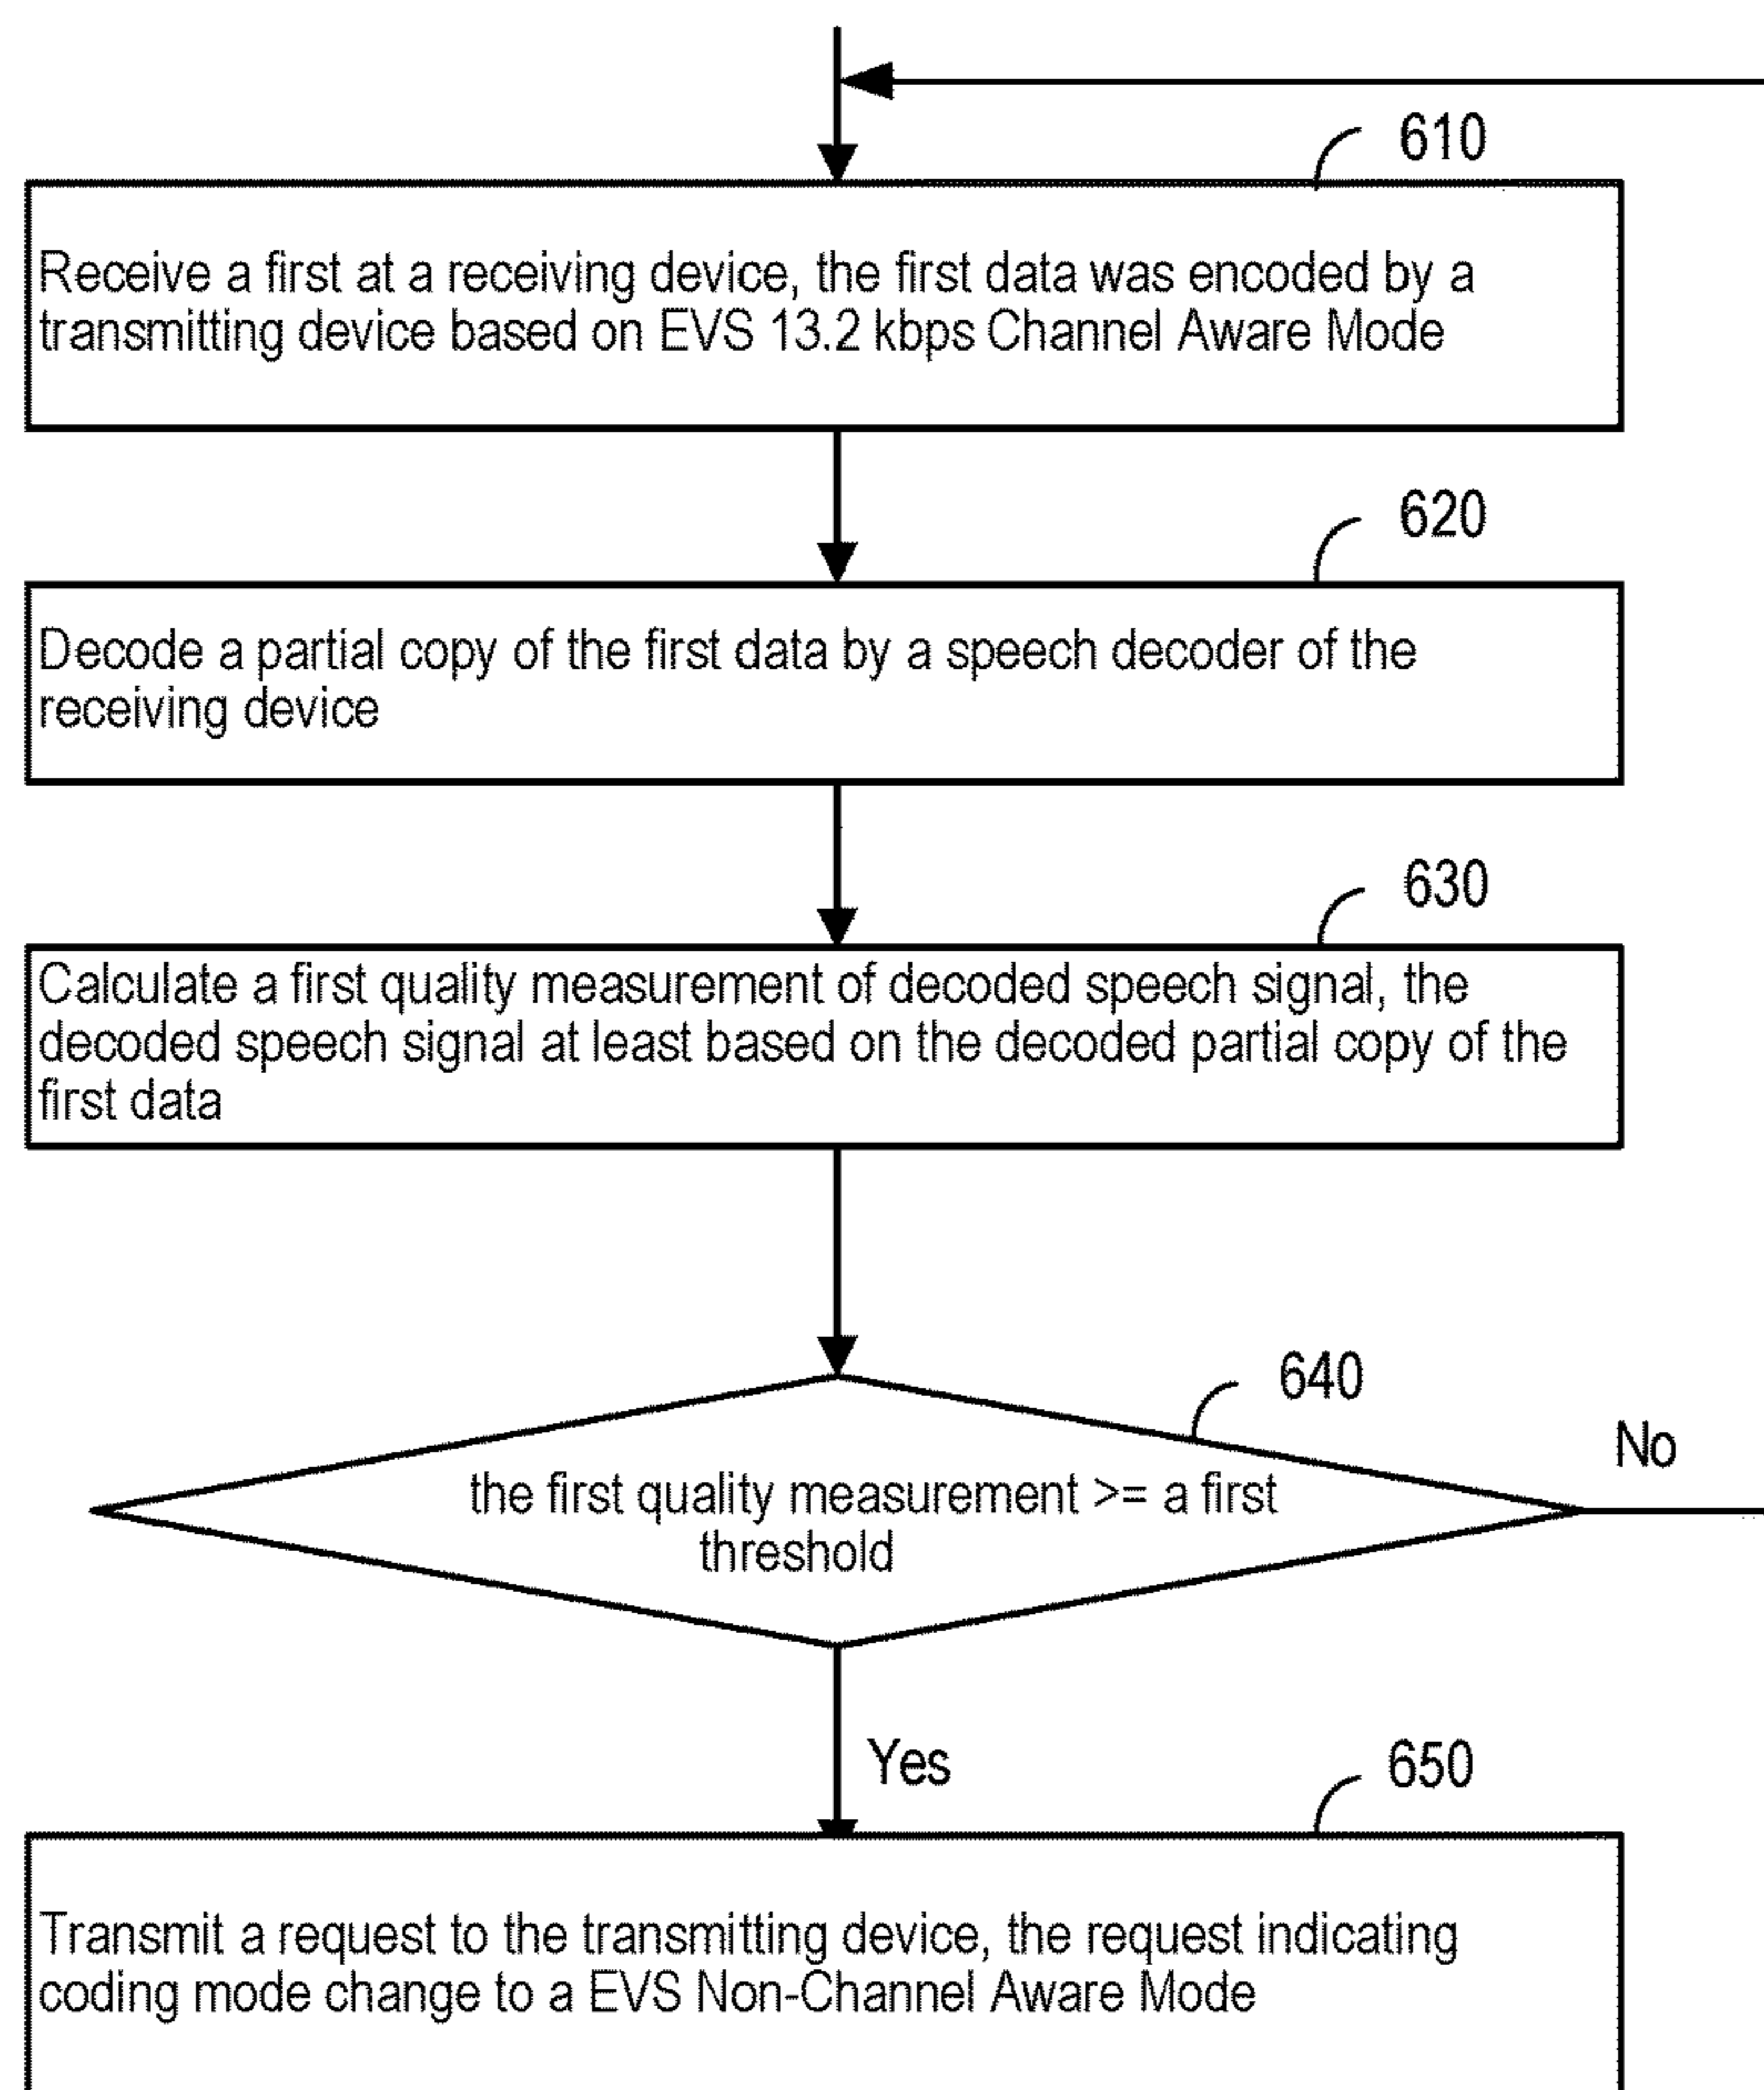 610
Receive a first at a receiving device, the first data was encoded by a
transmitting device based on EVS 13.2 kbps Channel Aware Mode
620
Decode a partial copy of the first data by a speech decoder of the
receiving device
630
Calculate a first quality measurement of decoded speech signal, the
decoded speech signal at least based on the decoded partial copy of the
first data
640
No
the first quality measurement >= a first
threshold
Yes
650
Transmit a request to the transmitting device, the request indicating
coding mode change to a EVS Non-Channel Aware Mode